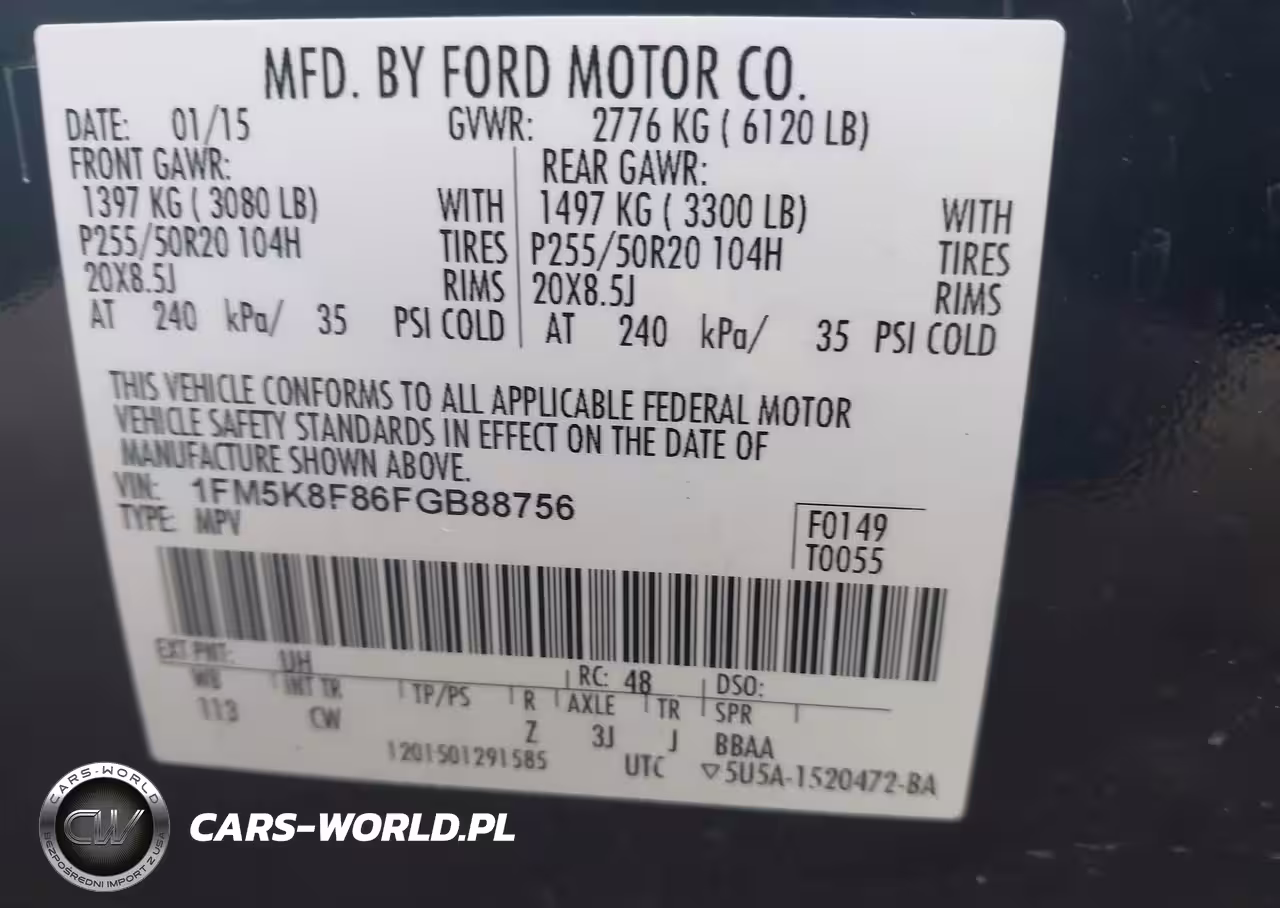 MFD. BY FORD MOTOR CO.
DATE: 01/15 GVWR: 2776 KG ( 6120 LB)
FRONT GAWR: REAR GAWR:
1397 KG ( 3080 LB) WITH 1497 KG ( 3300 LB) WITH
P255/50R20 104H TIRES P255/50R20 104H TIRES
20X8.5J RIMS 20X8.5J RIMS
AT 240 kPa/ 35 PSI COLD AT 240 kPa/ 35 PSI COLD
THIS VEHICLE CONFORMS TO ALL APPLICABLE FEDERAL MOTOR
VEHICLE SAFETY STANDARDS IN EFFECT ON THE DATE OF
MANUFACTURE SHOWN ABOVE.
VIN: 1FM5K8F86FGB88756
TYPE: MPV
F0149
T0055
EXT PNT: UH RC: 48 DSO:
WB INT TR TP/PS R AXLE TR SPR
113 CW Z 3J J BBAA
1201501291585 UTC ▽5U5A-1520472-BA
CARS-WORLD
CW
BEZPOŚREDNI IMPORT Z USA
CARS-WORLD.PL